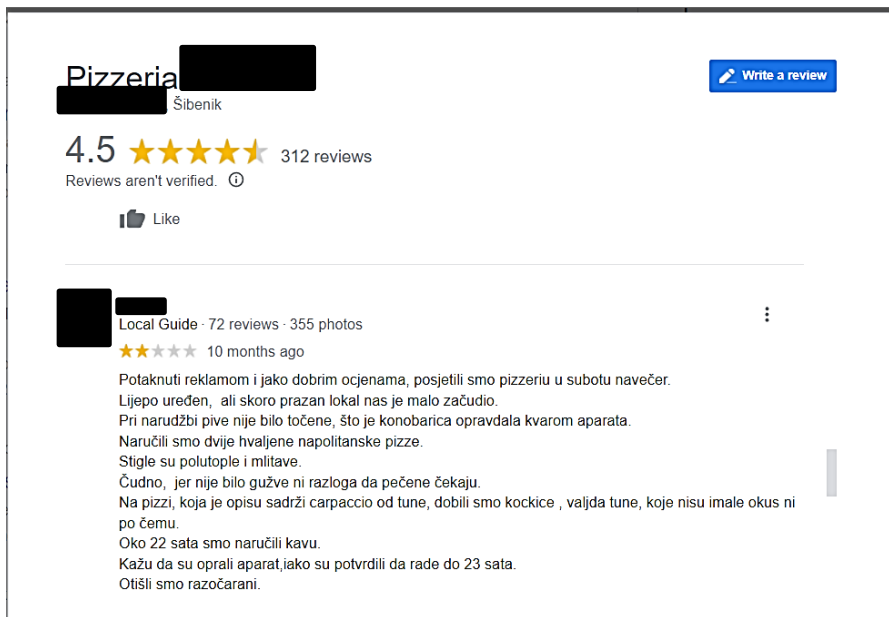 Pizzeria
Šibenik
Write a review
4.5 312 reviews
Reviews aren't verified.
Like
Local Guide · 72 reviews · 355 photos
10 months ago
Potaknuti reklamom i jako dobrim ocjenama, posjetili smo pizzeriu u subotu navečer.
Lijepo uređen, ali skoro prazan lokal nas je malo začudio.
Pri narudžbi pive nije bilo točene, što je konobarica opravdala kvarom aparata.
Naručili smo dvije hvaljene napolitanske pizze.
Stigle su polutople i mlitave.
Čudno, jer nije bilo gužve ni razloga da pečene čekaju.
Na pizzi, koja je opisu sadrži carpaccio od tune, dobili smo kockice , valjda tune, koje nisu imale okus ni
po čemu.
Oko 22 sata smo naručili kavu.
Kažu da su oprali aparat,iako su potvrdili da rade do 23 sata.
Otišli smo razočarani.